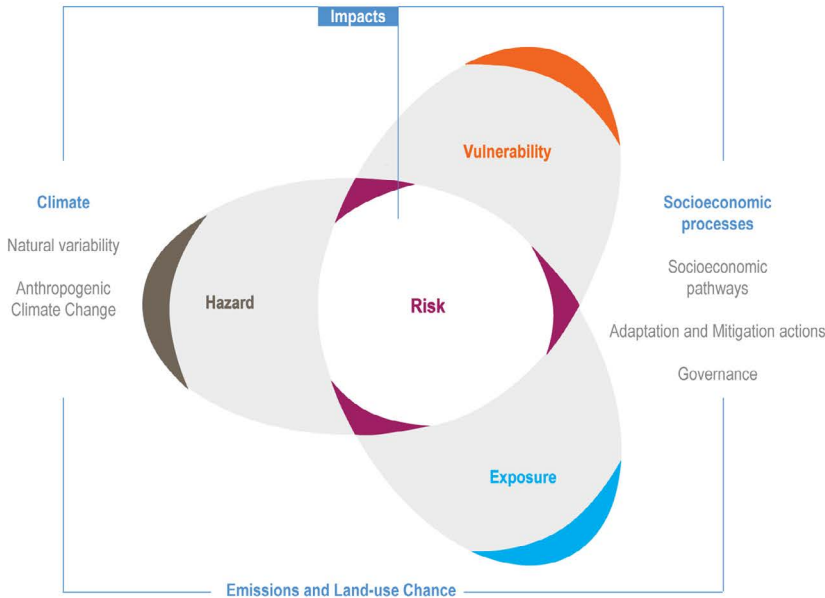 Impacts
Vulnerability
Climate
Natural variability
Anthropogenic
Climate Change
Hazard
Risk
Socioeconomic
processes
Socioeconomic
pathways
Adaptation and Mitigation actions
Governance
Exposure
Emissions and Land-use Chance